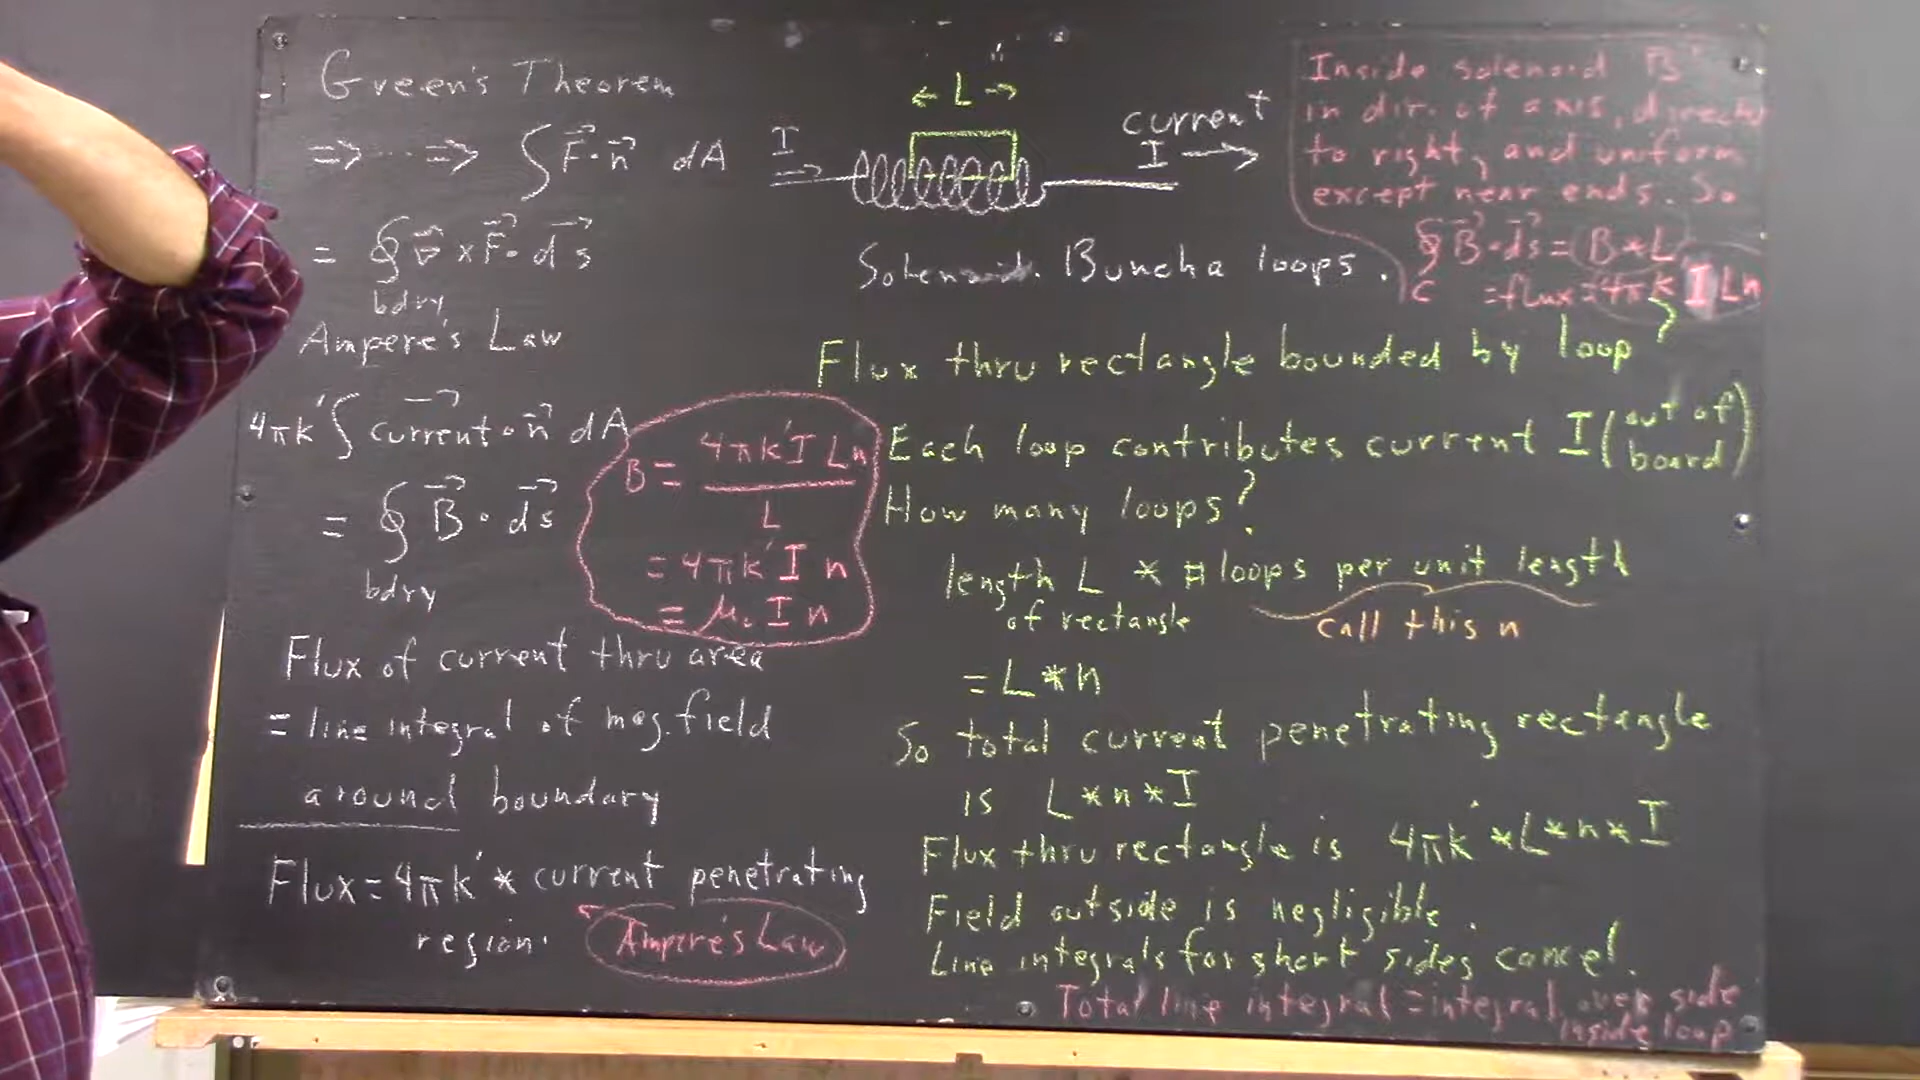 Green's Theorem
=> ... => ∫ F⃗·n⃗ dA
= ∮ ∇⃗ × F⃗ · d⃗s
bdry
Ampere's Law
4πk' ∫ current · n⃗ dA
= ∮ B⃗ · d⃗s
bdry
Flux of current thru area
= line integral of mag. field
around boundary
Flux = 4πk' * current penetrating
region.
Ampere's Law
B = 4πk'I Ln
L
= 4πk' I n
= μ₀ I n
← L →
I →
current
I →
Solenoid. Buncha loops.
Flux thru rectangle bounded by loop?
Each loop contributes current I (out of board)
How many loops?
length L * # loops per unit length
of rectangle
call this n
= L * n
So total current penetrating rectangle
is L * n * I
Flux thru rectangle is 4πk' * L * n * I
Field outside is negligible.
Line integrals for short sides cancel.
Total line integral = integral over side
inside loop
Inside solenoid B⃗
in dir. of axis, directed
to right, and uniform
except near ends. So
∮ B⃗ · d⃗s = B * L
C = flux = 4πk' I Ln